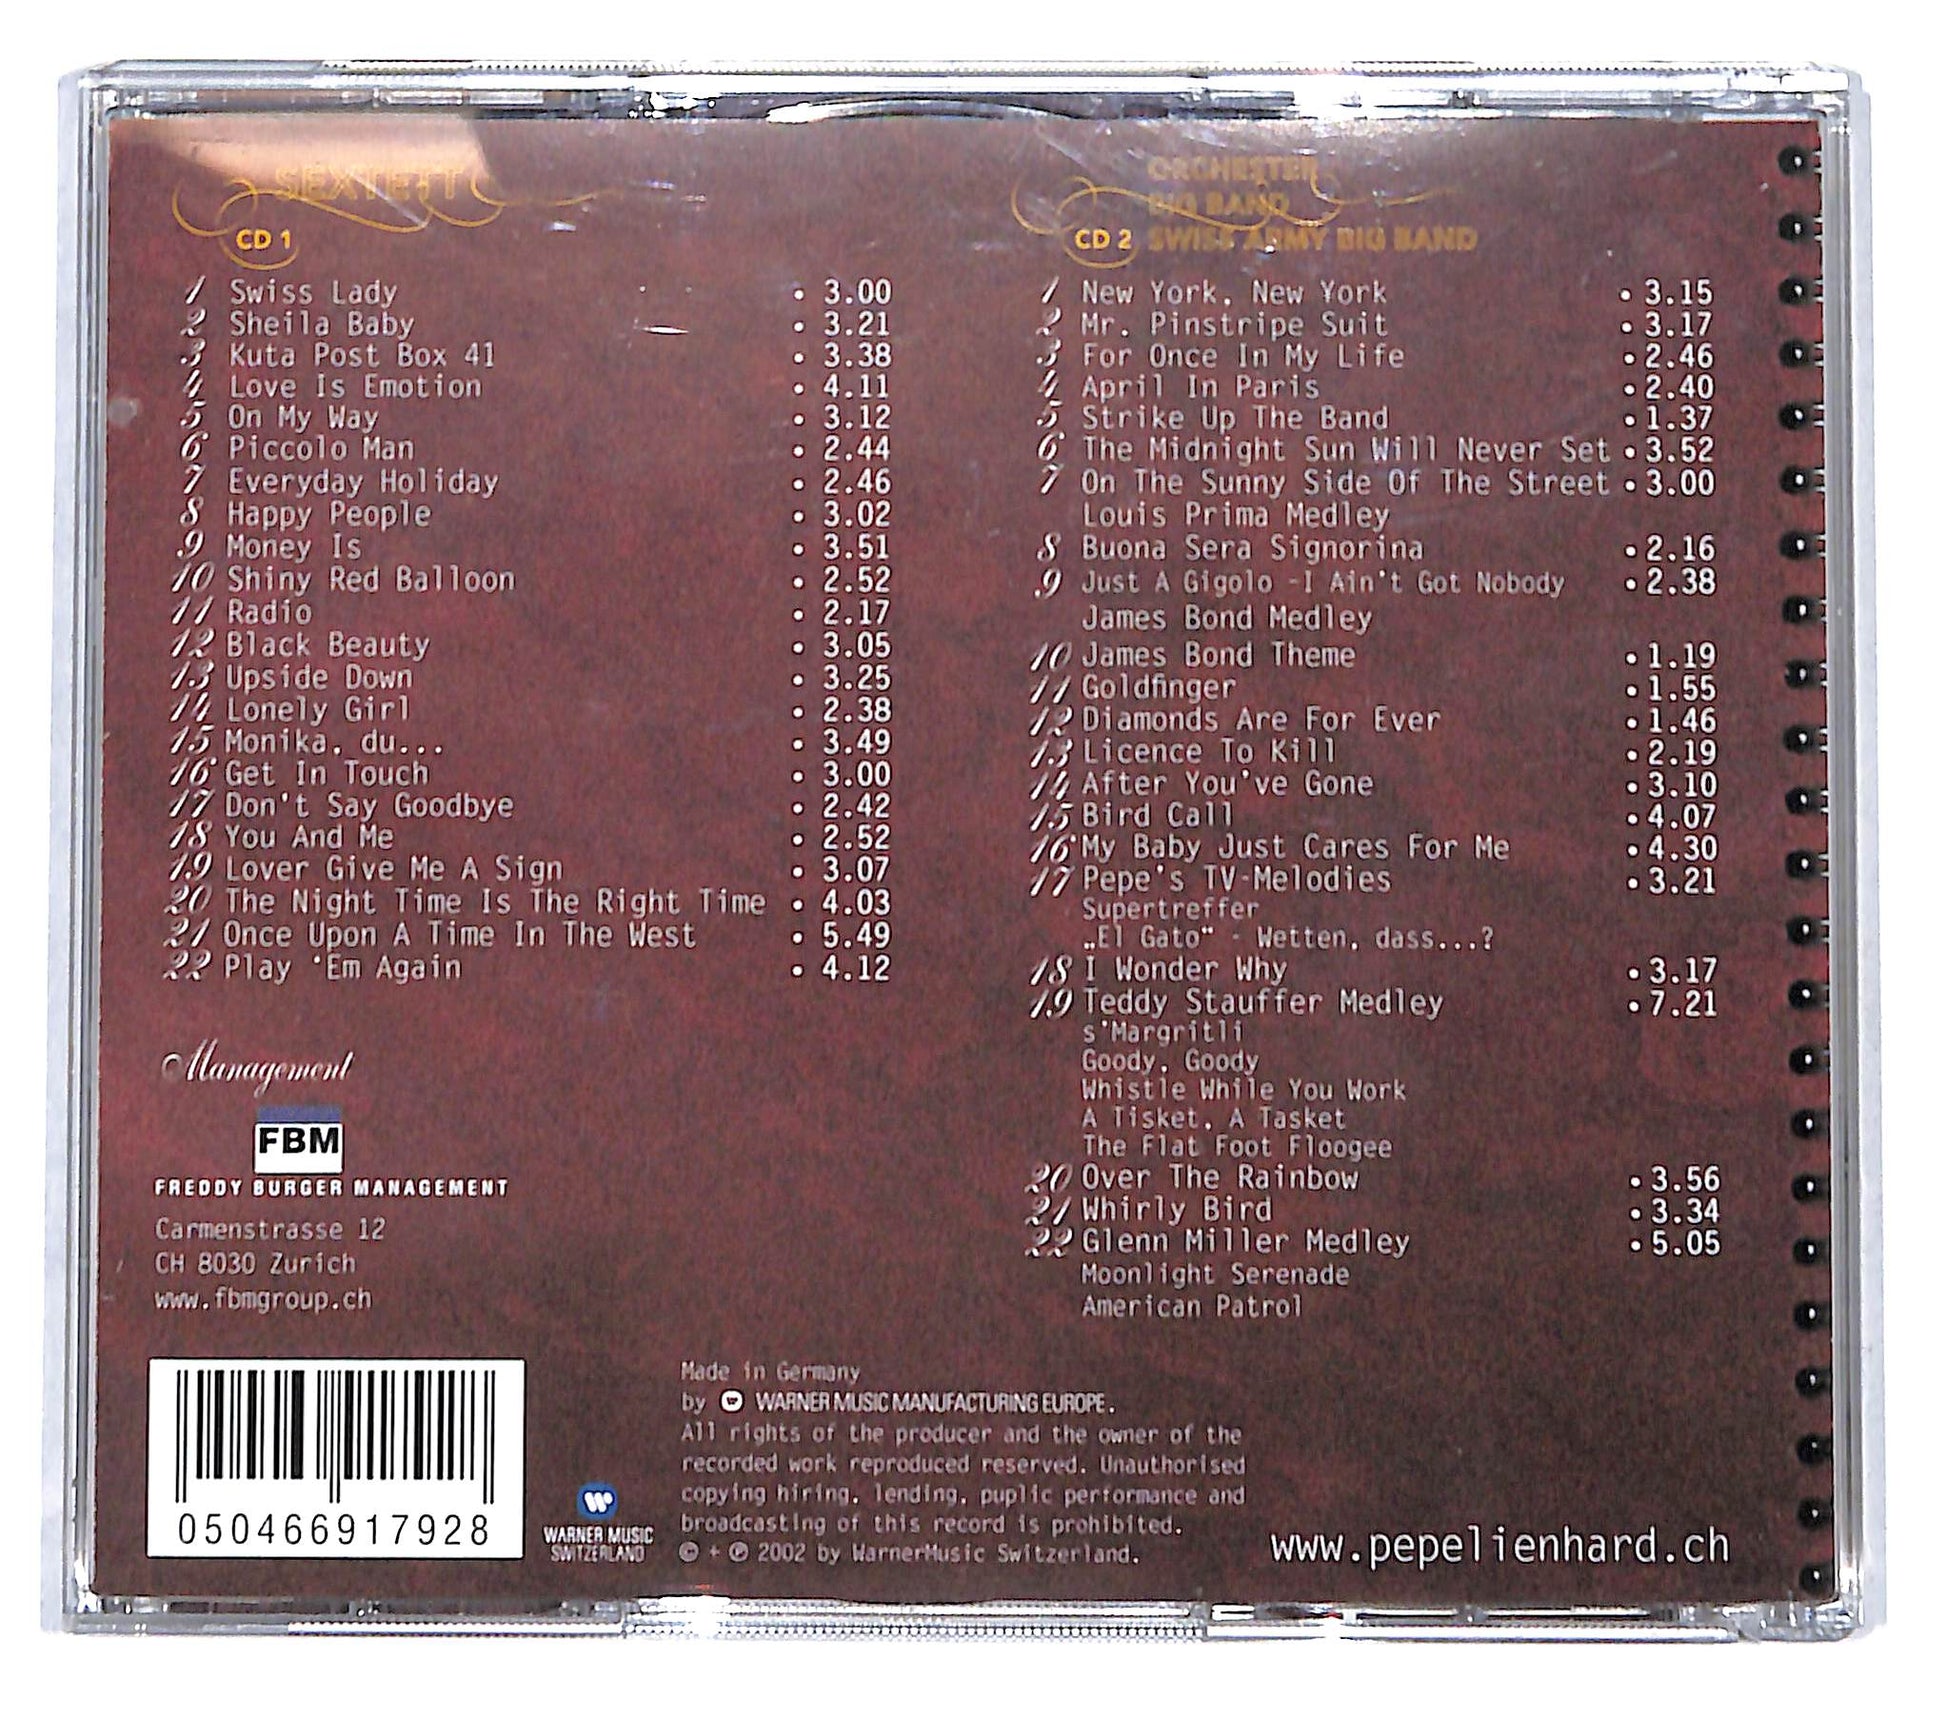 SEXTETT
CD 1
1 Swiss Lady • 3.00
2 Sheila Baby • 3.21
3 Kuta Post Box 41 • 3.38
4 Love Is Emotion • 4.11
5 On My Way • 3.12
6 Piccolo Man • 2.44
7 Everyday Holiday • 2.46
8 Happy People • 3.02
9 Money Is • 3.51
10 Shiny Red Balloon • 2.52
11 Radio • 2.17
12 Black Beauty • 3.05
13 Upside Down • 3.25
14 Lonely Girl • 2.38
15 Monika, du... • 3.49
16 Get In Touch • 3.00
17 Don't Say Goodbye • 2.42
18 You And Me • 2.52
19 Lover Give Me A Sign • 3.07
20 The Night Time Is The Right Time • 4.03
21 Once Upon A Time In The West • 5.49
22 Play 'Em Again • 4.12
Management
FBM
FREDDY BURGER MANAGEMENT
Carmenstrasse 12
CH 8030 Zurich
www.fbmgroup.ch
050466917928
ORCHESTER
BIG BAND
CD 2 SWISS ARMY BIG BAND
1 New York, New York • 3.15
2 Mr. Pinstripe Suit • 3.17
3 For Once In My Life • 2.46
4 April In Paris • 2.40
5 Strike Up The Band • 1.37
6 The Midnight Sun Will Never Set • 3.52
7 On The Sunny Side Of The Street • 3.00
Louis Prima Medley
8 Buona Sera Signorina • 2.16
9 Just A Gigolo -I Ain't Got Nobody • 2.38
James Bond Medley
10 James Bond Theme • 1.19
11 Goldfinger • 1.55
12 Diamonds Are For Ever • 1.46
13 Licence To Kill • 2.19
14 After You've Gone • 3.10
15 Bird Call • 4.07
16 My Baby Just Cares For Me • 4.30
17 Pepe's TV-Melodies • 3.21
Supertreffer
„El Gato" - Wetten, dass...?
18 I Wonder Why • 3.17
19 Teddy Stauffer Medley • 7.21
s'Margritli
Goody, Goody
Whistle While You Work
A Tisket, A Tasket
The Flat Foot Floogee
20 Over The Rainbow • 3.56
21 Whirly Bird • 3.34
22 Glenn Miller Medley • 5.05
Moonlight Serenade
American Patrol
WARNER MUSIC
SWITZERLAND
Made in Germany
by WARNER MUSIC MANUFACTURING EUROPE.
All rights of the producer and the owner of the
recorded work reproduced reserved. Unauthorised
copying hiring, lending, puplic performance and
broadcasting of this record is prohibited.
© + ℗ 2002 by WarnerMusic Switzerland.
www.pepelienhard.ch